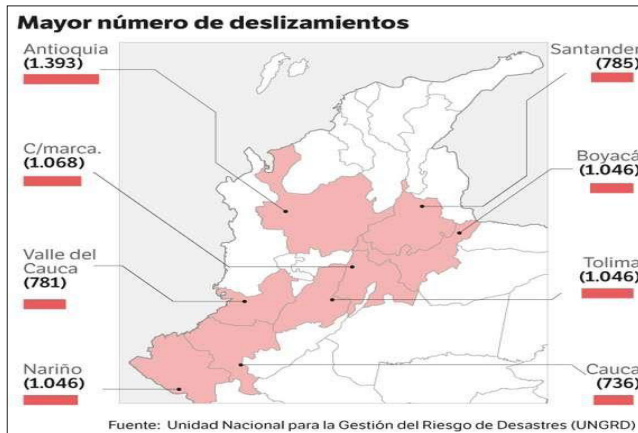 Mayor número de deslizamientos
Antioquia
(1.393)
C/marca.
(1.068)
Valle del
Cauca
(781)
Nariño
(1.046)
Santander
(785)
Boyacá
(1.046)
Tolima
(1.046)
Cauca
(736)
Fuente: Unidad Nacional para la Gestión del Riesgo de Desastres (UNGRD)